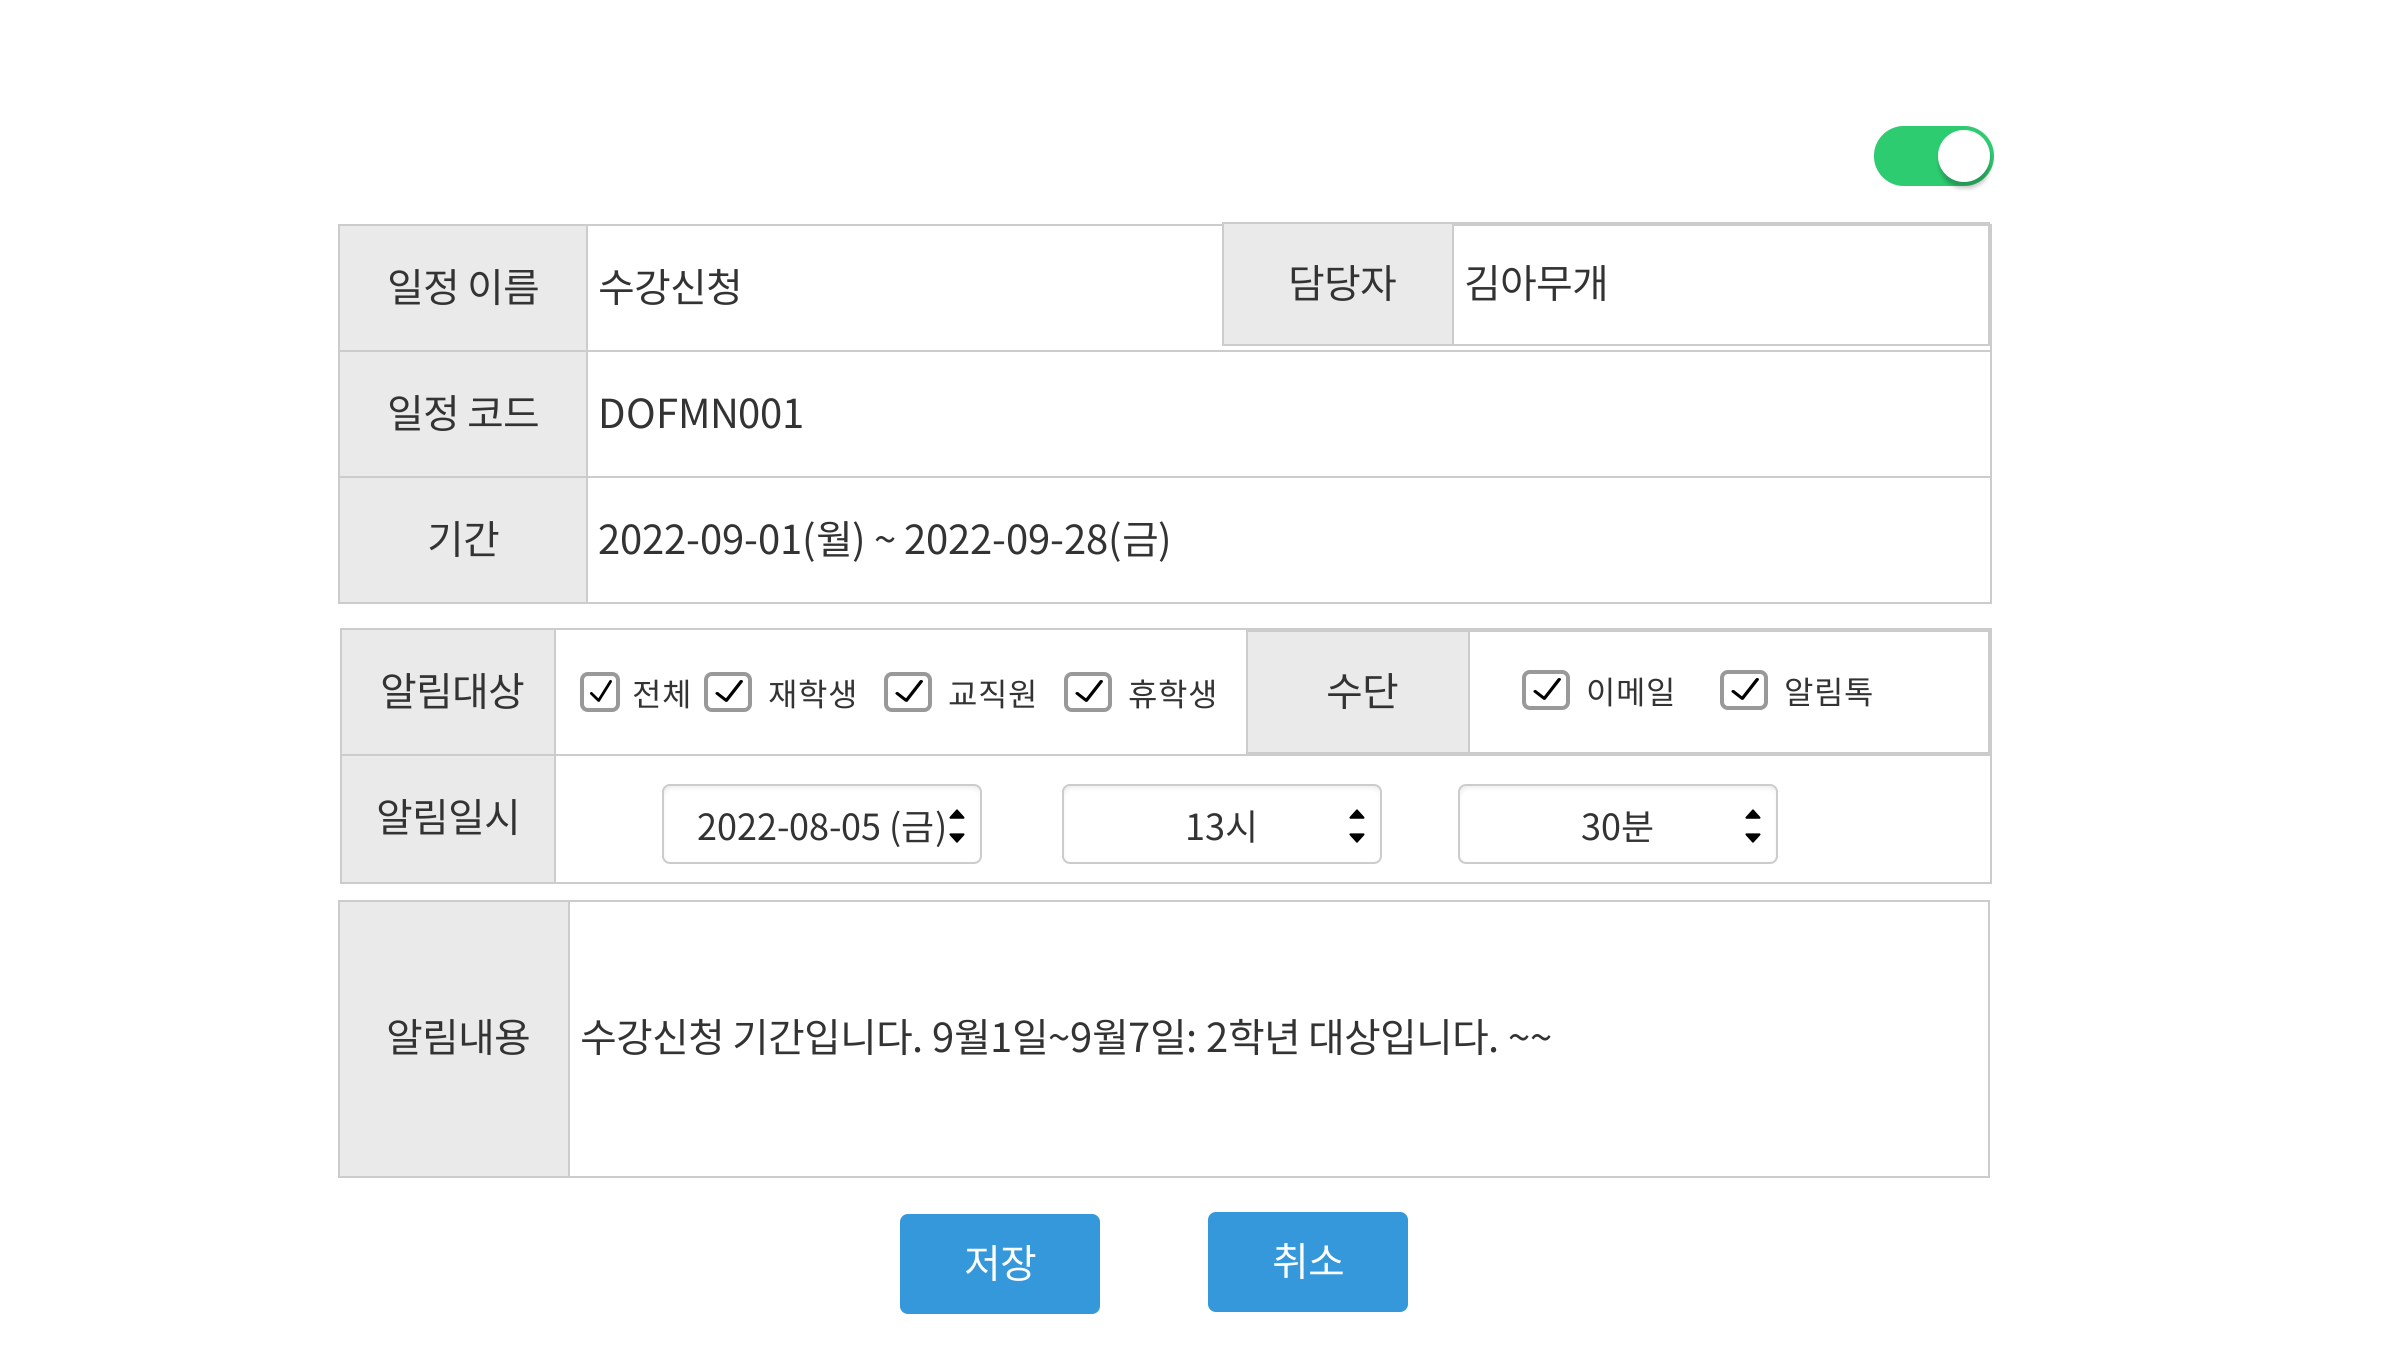 일정 이름 수강신청 담당자 김아무개
일정 코드 DOFMN001
기간 2022-09-01(월) ~ 2022-09-28(금)
알림대상 전체 재학생 교직원 휴학생 수단 이메일 알림톡
알림일시 2022-08-05 (금) 13시 30분
알림내용 수강신청 기간입니다. 9월1일~9월7일: 2학년 대상입니다. ~~
저장 취소